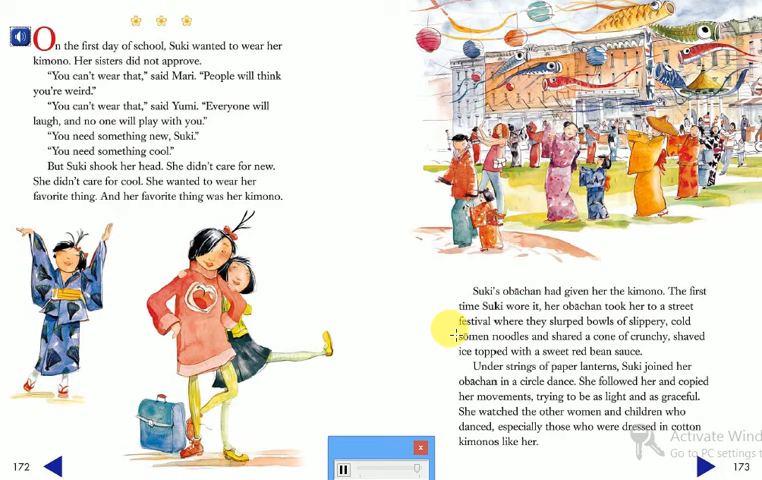 On the first day of school, Suki wanted to wear her
kimono. Her sisters did not approve.
"You can't wear that," said Mari. "People will think
you're weird."
"You can't wear that," said Yumi. "Everyone will
laugh, and no one will play with you."
"You need something new, Suki."
"You need something cool."
But Suki shook her head. She didn't care for new.
She didn't care for cool. She wanted to wear her
favorite thing. And her favorite thing was her kimono.
172
Suki's obāchan had given her the kimono. The first
time Suki wore it, her obāchan took her to a street
festival where they slurped bowls of slippery, cold
sōmen noodles and shared a cone of crunchy, shaved
ice topped with a sweet red bean sauce.
Under strings of paper lanterns, Suki joined her
obāchan in a circle dance. She followed her and copied
her movements, trying to be as light and as graceful.
She watched the other women and children who
danced, especially those who were dressed in cotton
kimonos like her.
173
Activate Wind
Go to PC settings t